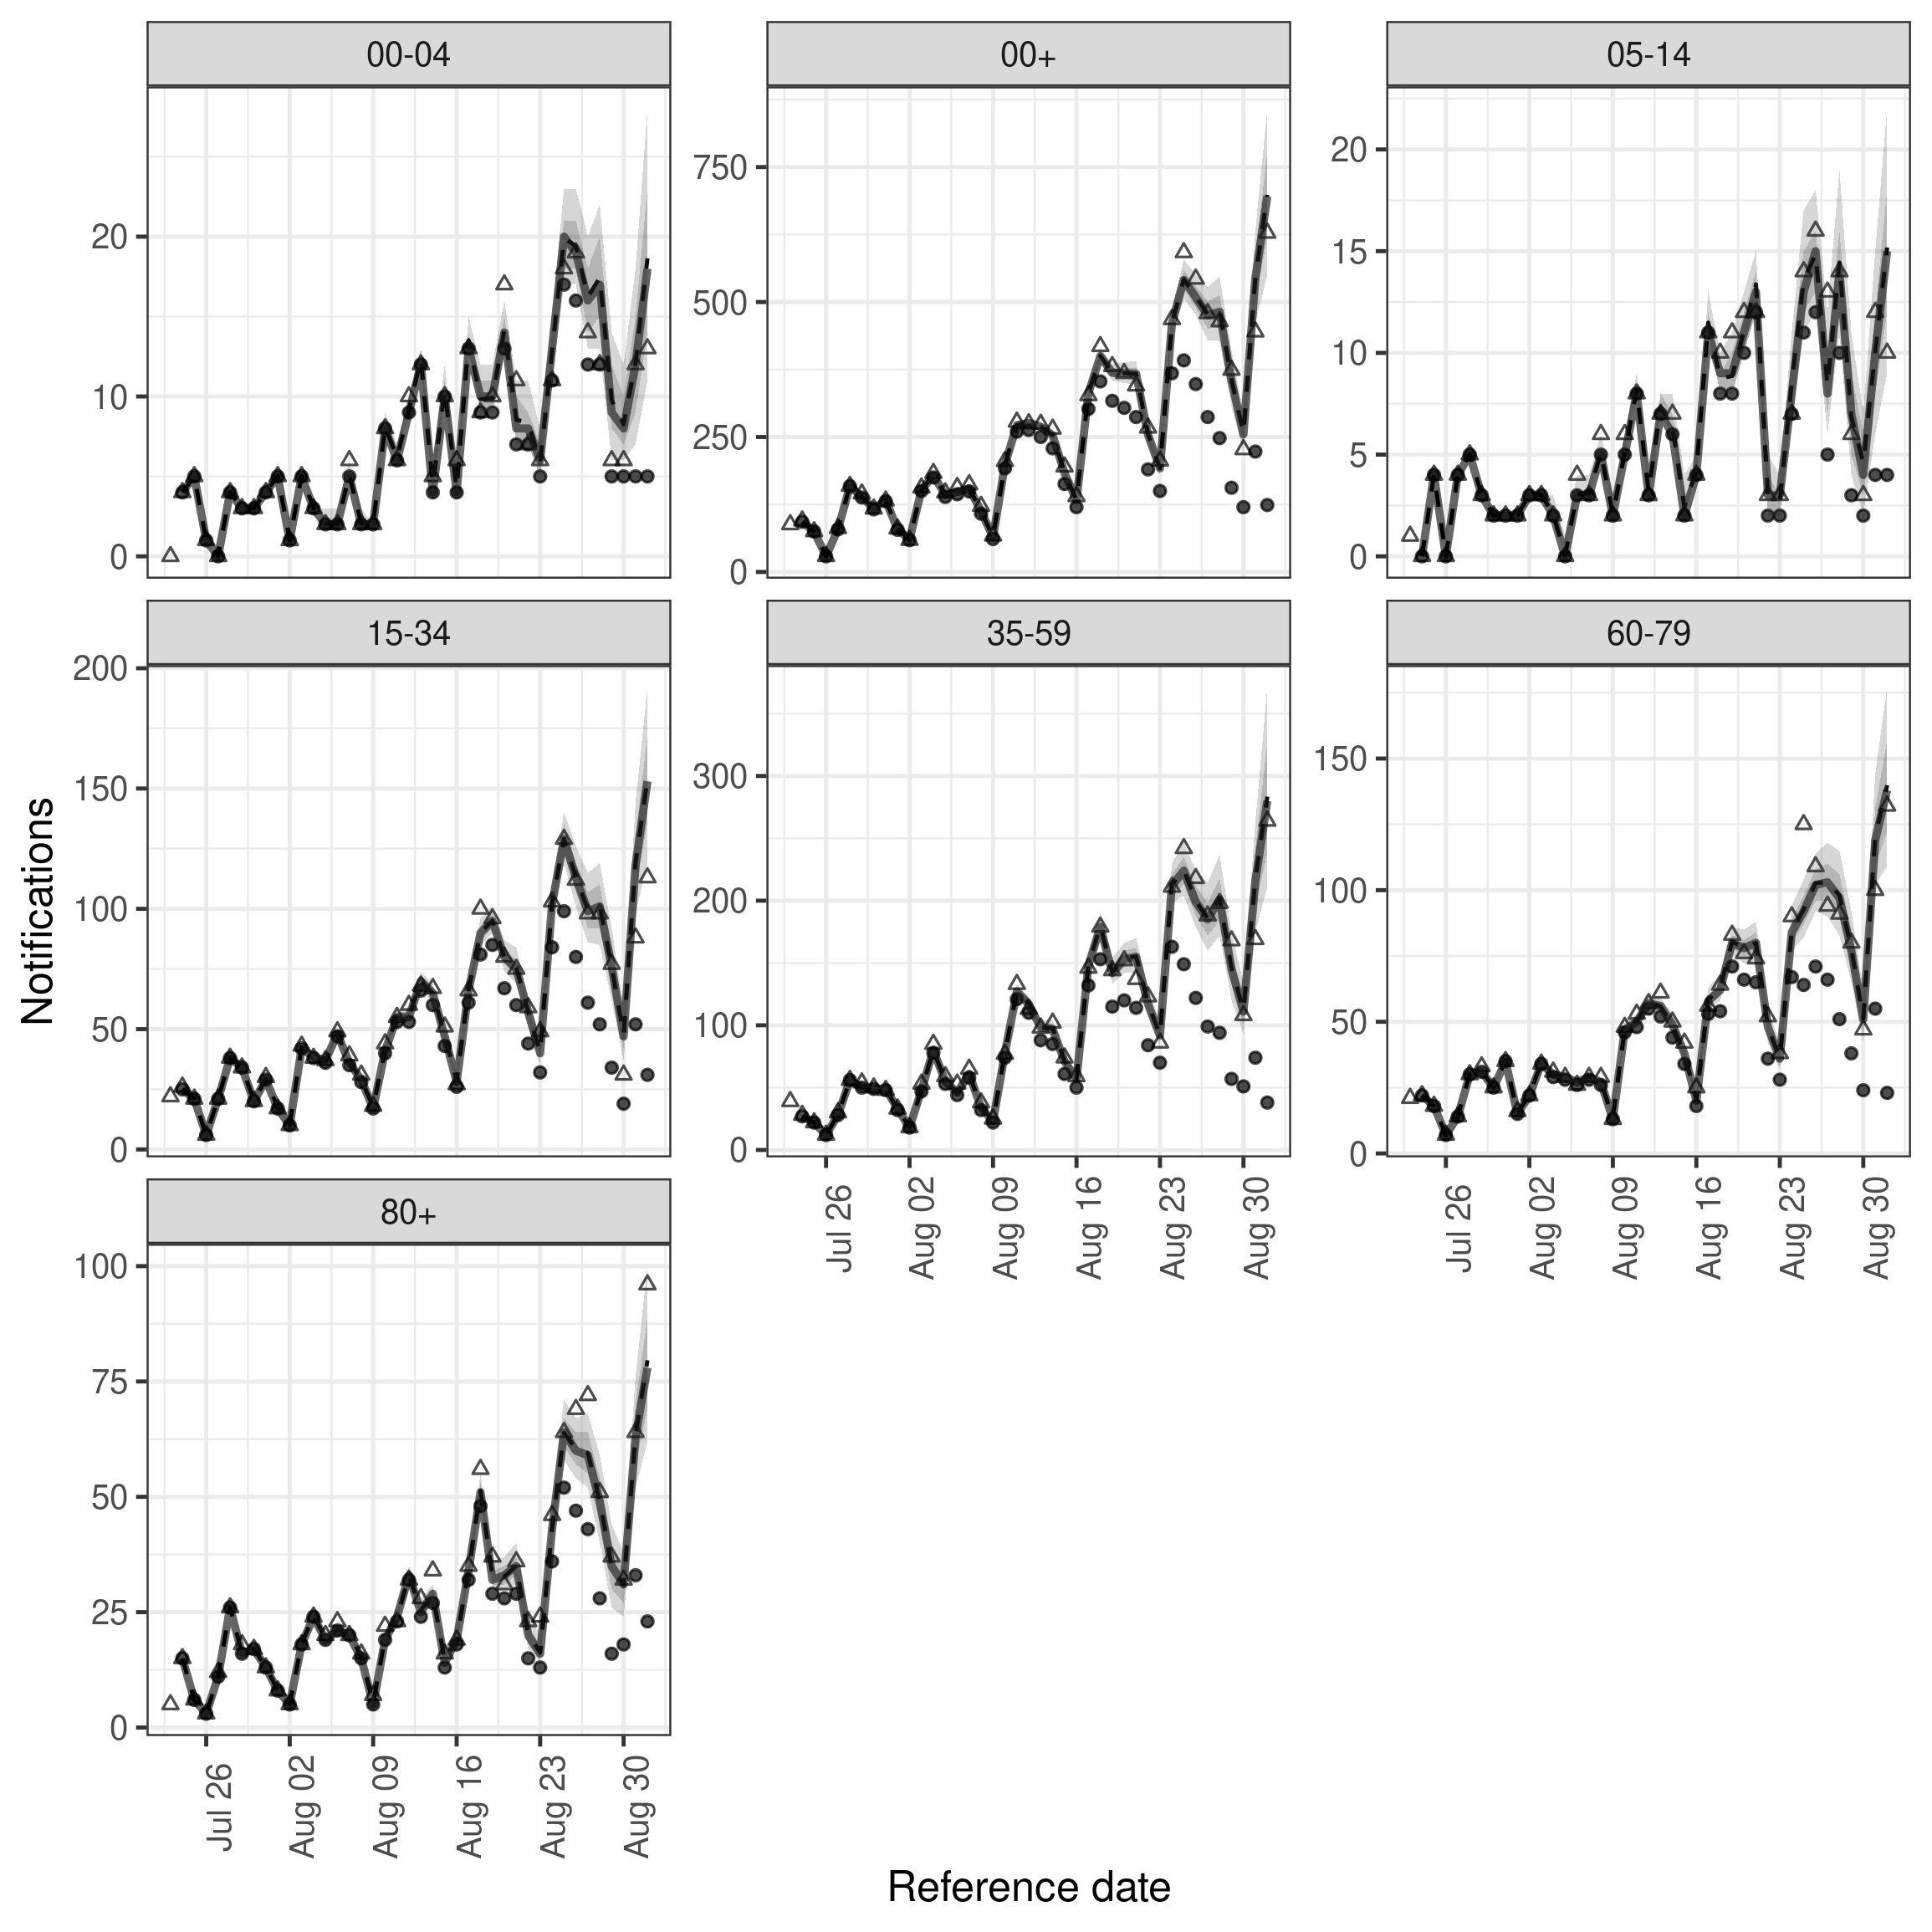 00-04
00+
05-14
20
10
0
750
500
250
0
20
15
10
5
0
15-34
35-59
60-79
200
150
100
50
0
300
200
100
0
150
100
50
0
Jul 26
Aug 02
Aug 09
Aug 16
Aug 23
Aug 30
Jul 26
Aug 02
Aug 09
Aug 16
Aug 23
Aug 30
80+
100
75
50
25
0
Jul 26
Aug 02
Aug 09
Aug 16
Aug 23
Aug 30
Notifications
Reference date